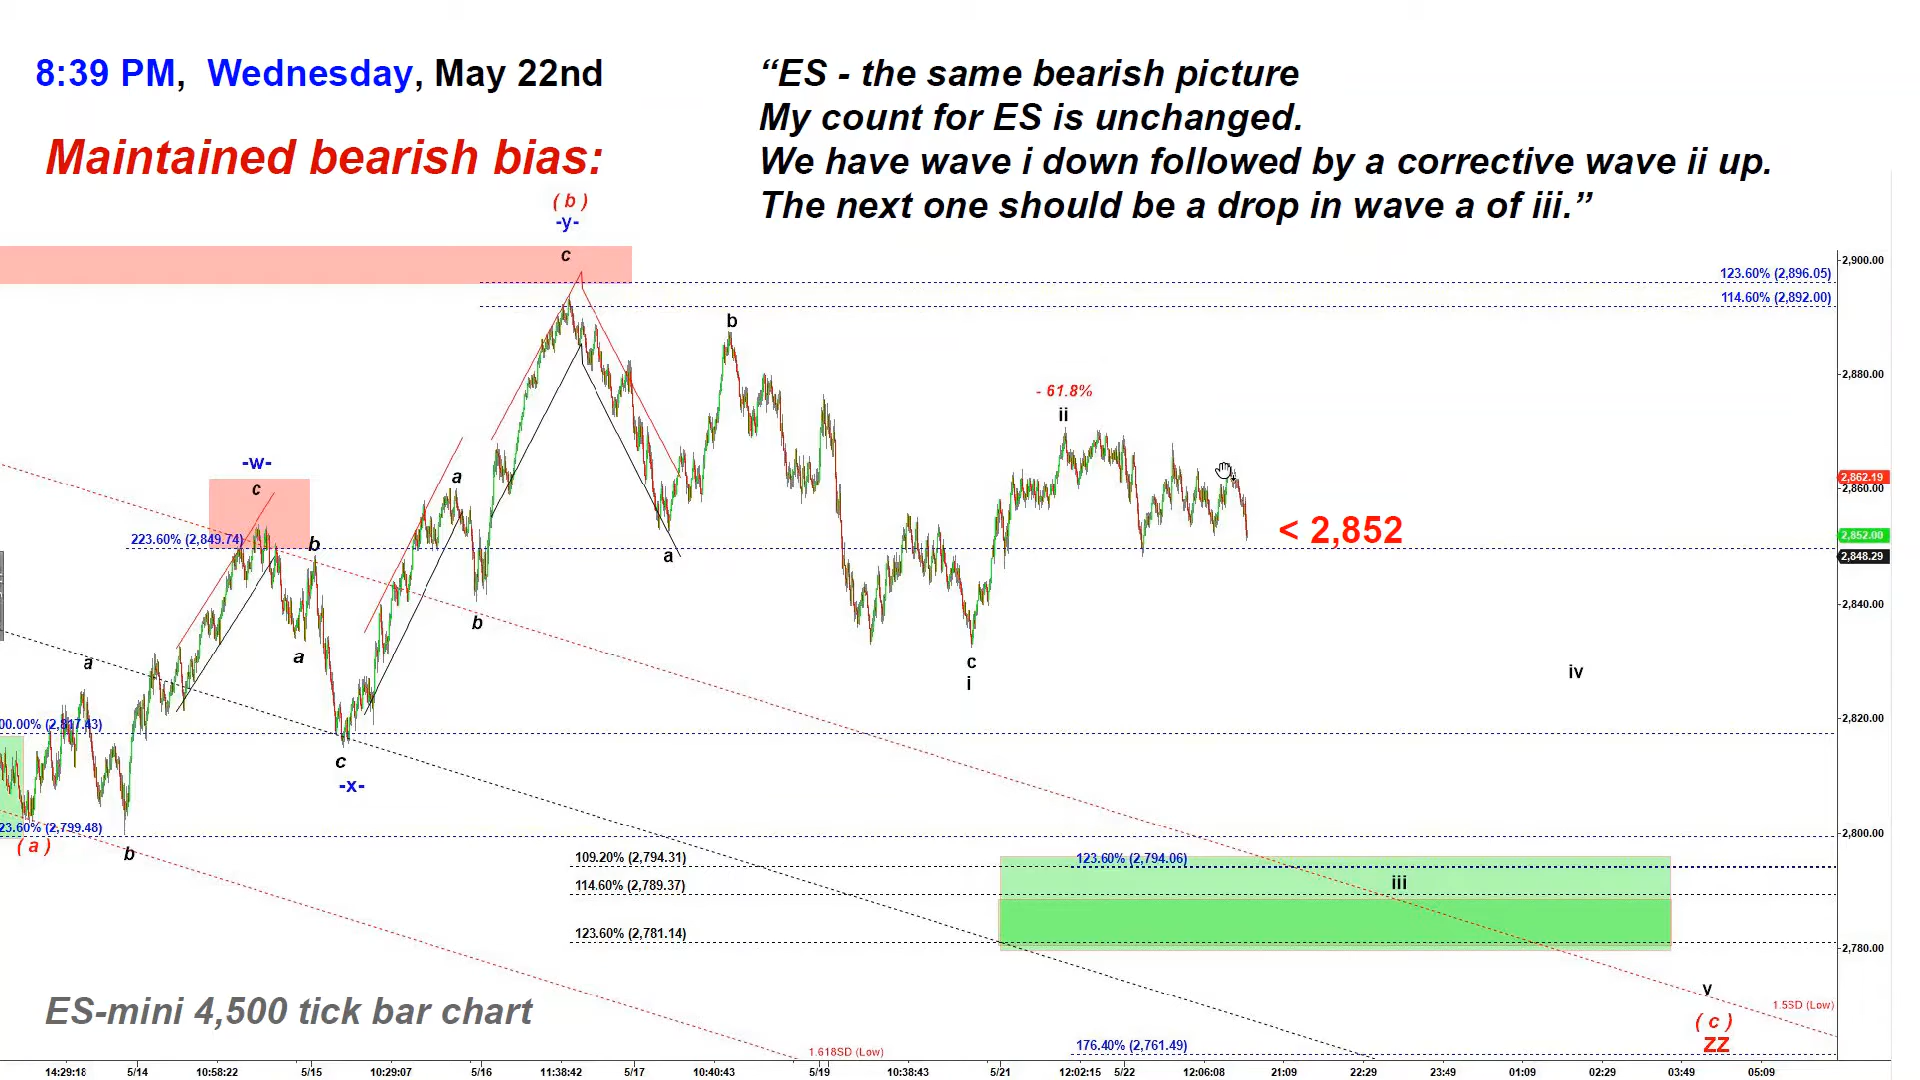 8:39 PM, Wednesday, May 22nd
Maintained bearish bias:
“ES - the same bearish picture
My count for ES is unchanged.
We have wave i down followed by a corrective wave ii up.
The next one should be a drop in wave a of iii.”
( b )
-y-
c
2,900.00
123.60% (2,896.05)
114.60% (2,892.00)
b
2,880.00
- 61.8%
ii
-w-
c
a
2,862.19
2,860.00
< 2,852
223.60% (2,849.74)
b
a
2,852.00
2,848.29
2,840.00
b
a
a
c
i
iv
00.00% (2,817.43)
2,820.00
c
-x-
23.60% (2,799.48)
( a )
b
2,800.00
109.20% (2,794.31)
123.60% (2,794.06)
114.60% (2,789.37)
iii
123.60% (2,781.14)
2,780.00
v
1.5SD (Low)
( c )
zz
ES-mini 4,500 tick bar chart
1.618SD (Low)
176.40% (2,761.49)
14:29:18 5/14 10:58:22 5/15 10:29:07 5/16 11:38:42 5/17 10:40:43 5/19 10:38:43 5/21 12:02:15 5/22 12:06:08 21:09 22:29 23:49 01:09 02:29 03:49 05:09